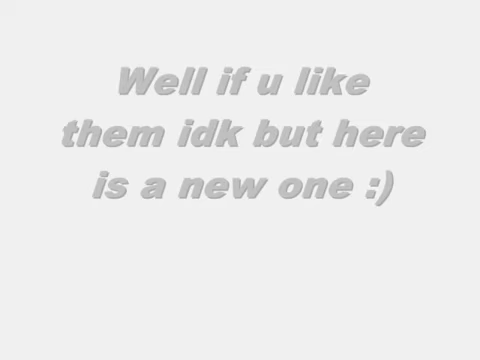 Well if u like
them idk but here
is a new one :)